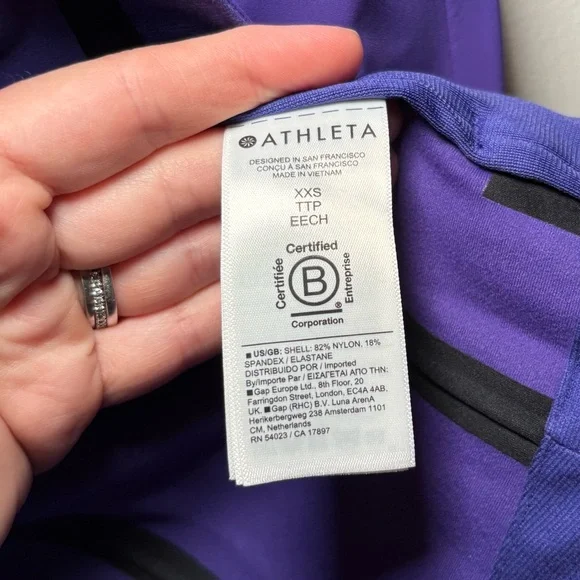 ATHLETA
DESIGNED IN SAN FRANCISCO
CONÇU À SAN FRANCISCO
MADE IN VIETNAM
XXS
TTP
EECH
Certified
Certifiée
B
Entreprise
®
Corporation
■ US/GB: SHELL: 82% NYLON, 18%
SPANDEX / ELASTANE
DISTRIBUIDO POR / Imported
By/Importe Par / ΕΙΣΑΓΕΤΑΙ ΑΠΟ ΤΗΝ:
■Gap Europe Ltd., 8th Floor, 20
Farringdon Street, London, EC4A 4AB,
UK. ■Gap (RHC) B.V. Luna ArenA
Herikerbergweg 238 Amsterdam 1101
CM, Netherlands
RN 54023 / CA 17897